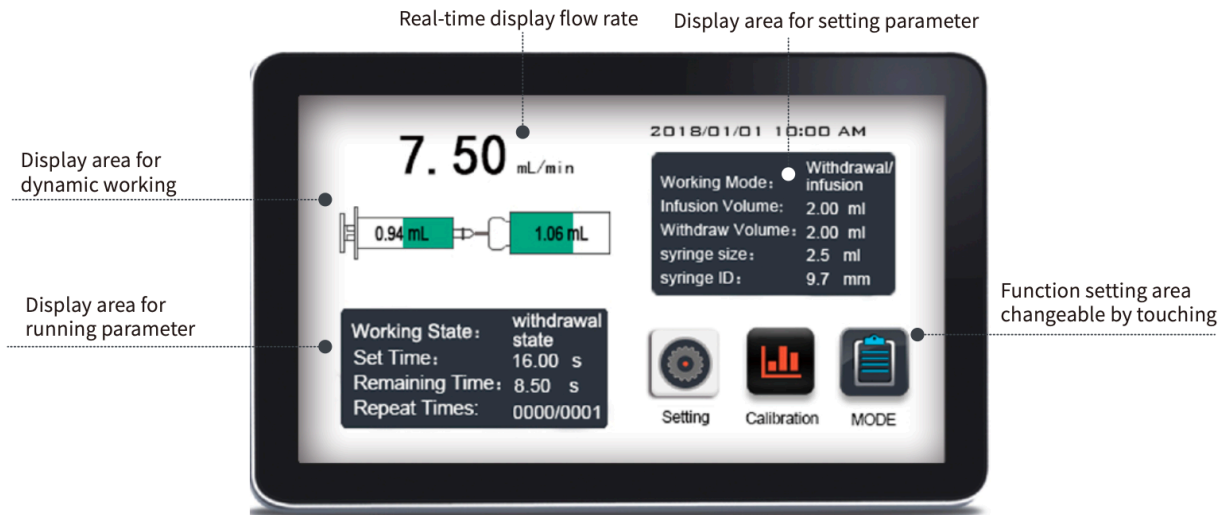 Real-time display flow rate
Display area for setting parameter
2018/01/01 10:00 AM
7.50 mL/min
Display area for
dynamic working
Working Mode: Withdrawal/
infusion
Infusion Volume: 2.00 ml
Withdraw Volume: 2.00 ml
syringe size: 2.5 ml
syringe ID: 9.7 mm
0.94 mL
1.06 mL
Display area for
running parameter
Function setting area
changeable by touching
Working State: withdrawal
state
Set Time: 16.00 s
Remaining Time: 8.50 s
Repeat Times: 0000/0001
Setting
Calibration
MODE